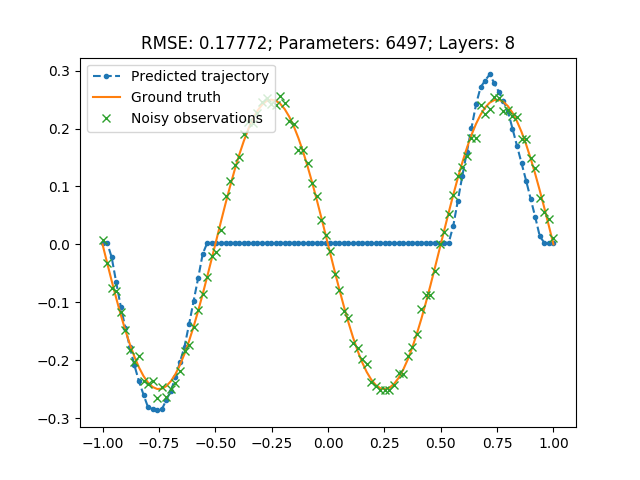 RMSE: 0.17772; Parameters: 6497; Layers: 8
Predicted trajectory
Ground truth
Noisy observations
0.3
0.2
0.1
0.0
−0.1
−0.2
−0.3
−1.00 −0.75 −0.50 −0.25 0.00 0.25 0.50 0.75 1.00